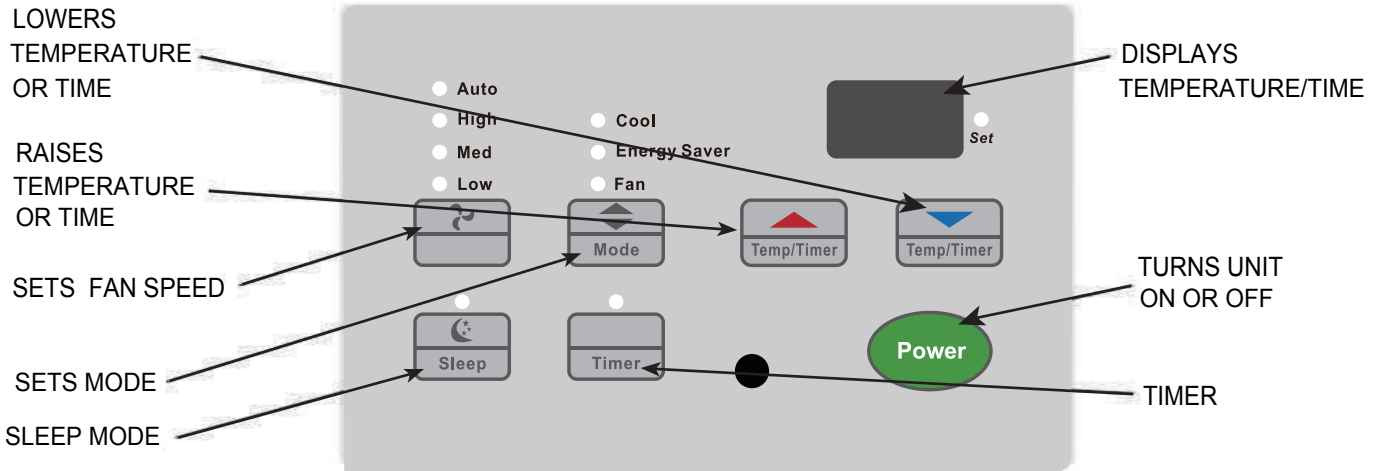 LOWERS
TEMPERATURE
OR TIME
RAISES
TEMPERATURE
OR TIME
SETS FAN SPEED
SETS MODE
SLEEP MODE
Auto
High
Med
Low
Cool
Energy Saver
Fan
Mode
Sleep
Timer
Set
Temp/Timer
Temp/Timer
Power
DISPLAYS
TEMPERATURE/TIME
TURNS UNIT
ON OR OFF
TIMER